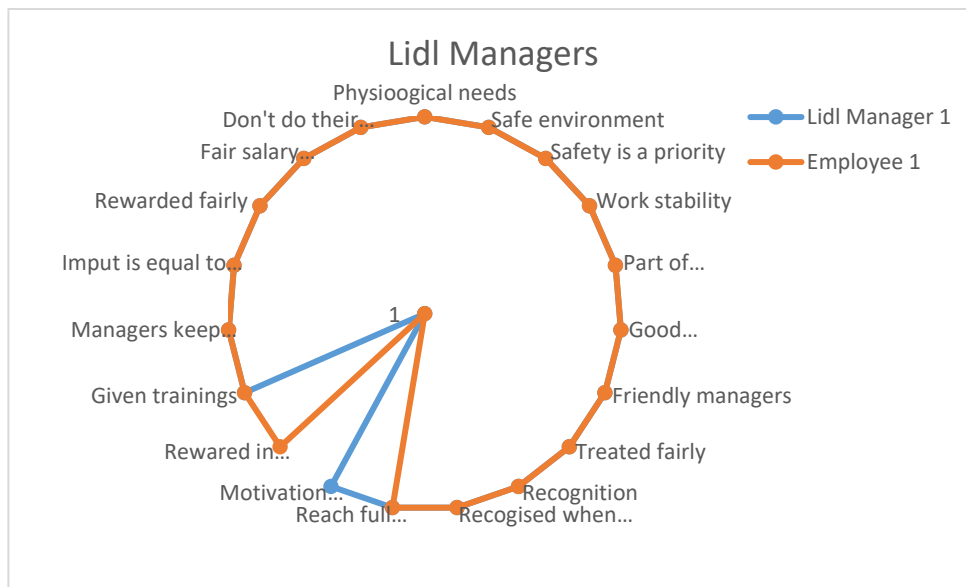 Lidl Managers
Physioogical needs
Safe environment
Safety is a priority
Work stability
Part of...
Good...
Friendly managers
Treated fairly
Recognition
Recogised when...
Reach full...
Motivation...
Rewared in...
Given trainings
Managers keep...
Imput is equal to...
Rewarded fairly
Fair salary...
Don't do their...
1
Lidl Manager 1
Employee 1